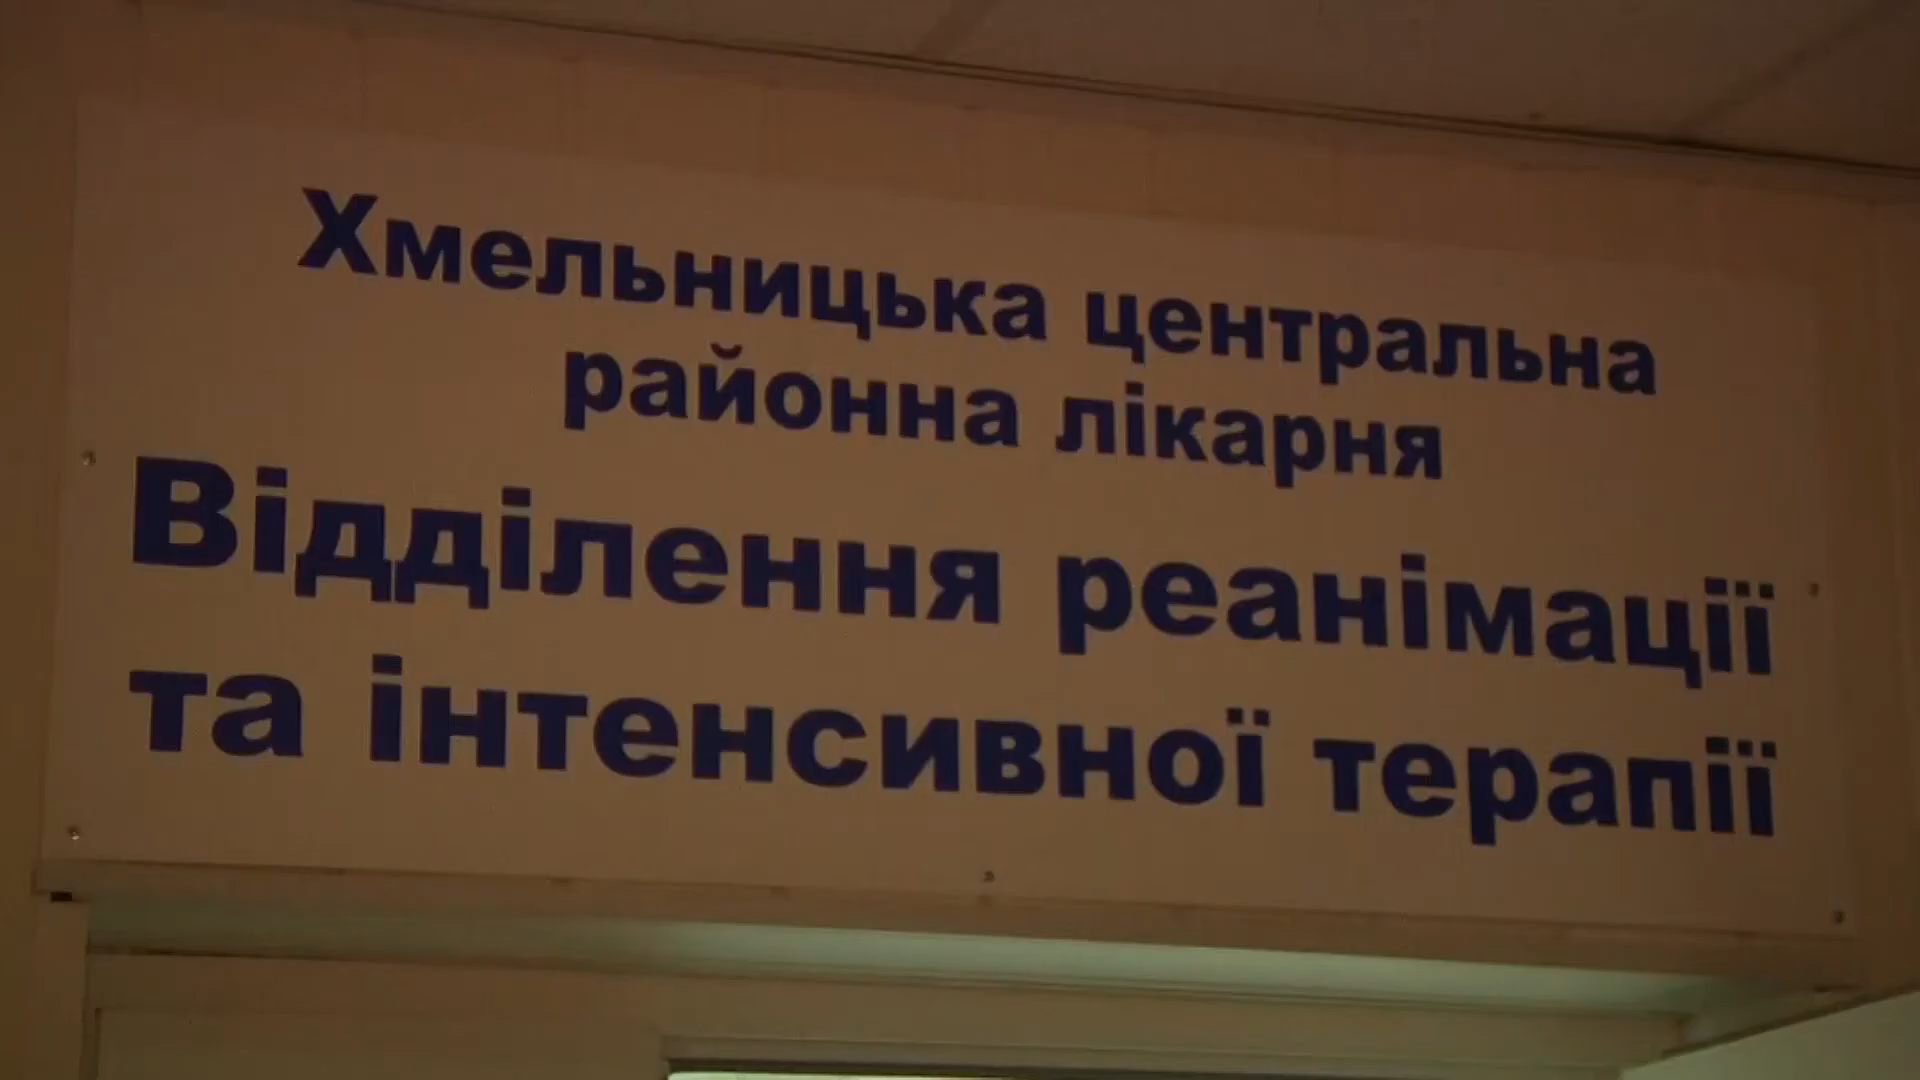 Хмельницька центральна
районна лікарня
Відділення реанімації
та інтенсивної терапії